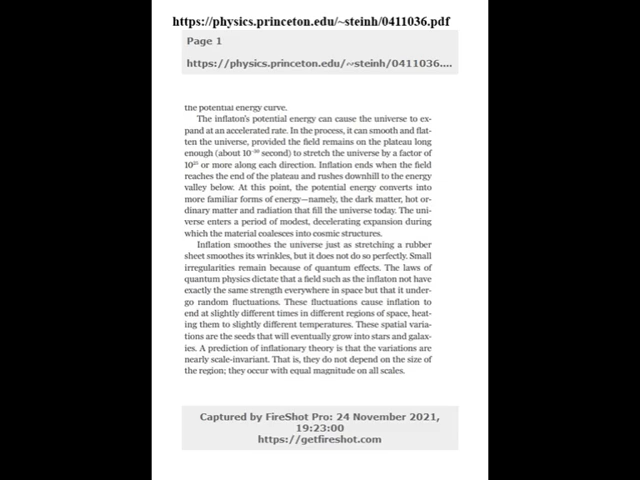 https://physics.princeton.edu/~steinh/0411036.pdf
Page 1
https://physics.princeton.edu/~steinh/0411036....
the potential energy curve.
The inflaton's potential energy can cause the universe to ex-
pand at an accelerated rate. In the process, it can smooth and flat-
ten the universe, provided the field remains on the plateau long
enough (about 10⁻³⁰ second) to stretch the universe by a factor of
10²⁵ or more along each direction. Inflation ends when the field
reaches the end of the plateau and rushes downhill to the energy
valley below. At this point, the potential energy converts into
more familiar forms of energy—namely, the dark matter, hot or-
dinary matter and radiation that fill the universe today. The uni-
verse enters a period of modest, decelerating expansion during
which the material coalesces into cosmic structures.
Inflation smoothes the universe just as stretching a rubber
sheet smoothes its wrinkles, but it does not do so perfectly. Small
irregularities remain because of quantum effects. The laws of
quantum physics dictate that a field such as the inflaton not have
exactly the same strength everywhere in space but that it under-
go random fluctuations. These fluctuations cause inflation to
end at slightly different times in different regions of space, heat-
ing them to slightly different temperatures. These spatial varia-
tions are the seeds that will eventually grow into stars and galax-
ies. A prediction of inflationary theory is that the variations are
nearly scale-invariant. That is, they do not depend on the size of
the region; they occur with equal magnitude on all scales.
Captured by FireShot Pro: 24 November 2021,
19:23:00
https://getfireshot.com